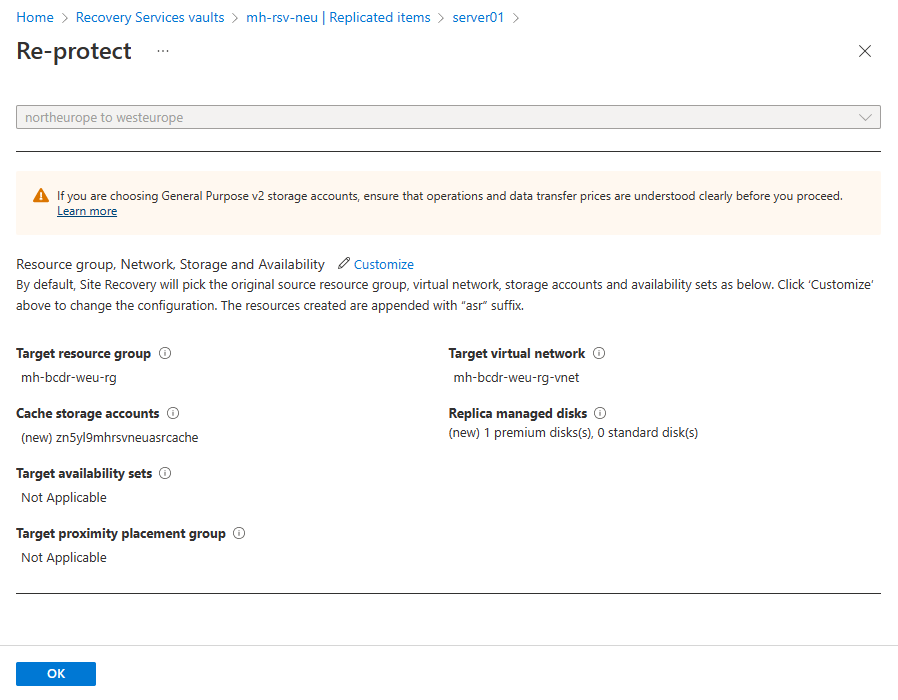 Home > Recovery Services vaults > mh-rsv-neu | Replicated items > server01 >
Re-protect ...
northeurope to westeurope
If you are choosing General Purpose v2 storage accounts, ensure that operations and data transfer prices are understood clearly before you proceed.
Learn more
Resource group, Network, Storage and Availability Customize
By default, Site Recovery will pick the original source resource group, virtual network, storage accounts and availability sets as below. Click ‘Customize’
above to change the configuration. The resources created are appended with “asr” suffix.
Target resource group
mh-bcdr-weu-rg
Target virtual network
mh-bcdr-weu-rg-vnet
Cache storage accounts
(new) zn5yl9mhrsvneuasrcache
Replica managed disks
(new) 1 premium disks(s), 0 standard disk(s)
Target availability sets
Not Applicable
Target proximity placement group
Not Applicable
OK